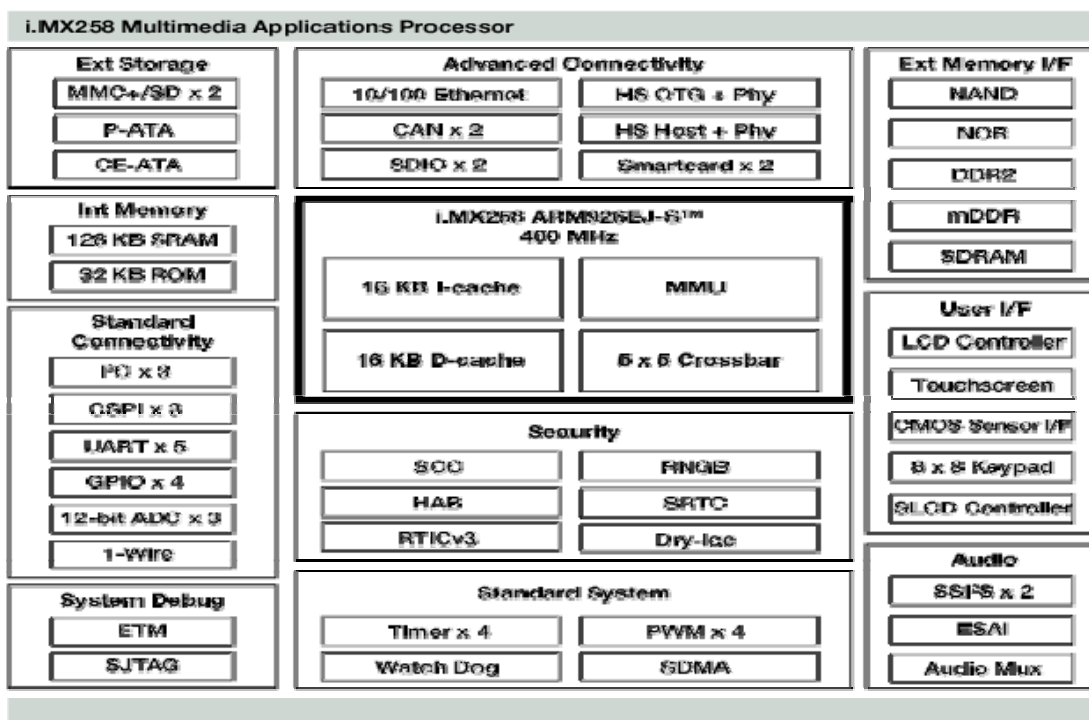 i.MX258 Multimedia Applications Processor
Ext Storage
MMC+/SD x 2
P-ATA
CE-ATA
Int Memory
128 KB SRAM
32 KB ROM
Standard
Connectivity
I²C x 3
CSPI x 3
UART x 5
GPIO x 4
12-bit ADC x 3
1-Wire
System Debug
ETM
SJTAG
Advanced Connectivity
10/100 Ethernet
HS OTG + Phy
CAN x 2
HS Host + Phy
SDIO x 2
Smartcard x 2
i.MX258 ARM926EJ-S™
400 MHz
16 KB I-cache
MMU
16 KB D-cache
5 x 5 Crossbar
Security
SCC
RNGB
HAB
SRTC
RTICv3
Dry-Ice
Standard System
Timer x 4
PWM x 4
Watch Dog
SDMA
Ext Memory I/F
NAND
NOR
DDR2
mDDR
SDRAM
User I/F
LCD Controller
Touchscreen
CMOS Sensor I/F
8 x 8 Keypad
SLCD Controller
Audio
SSI/I²S x 2
ESAI
Audio Mux